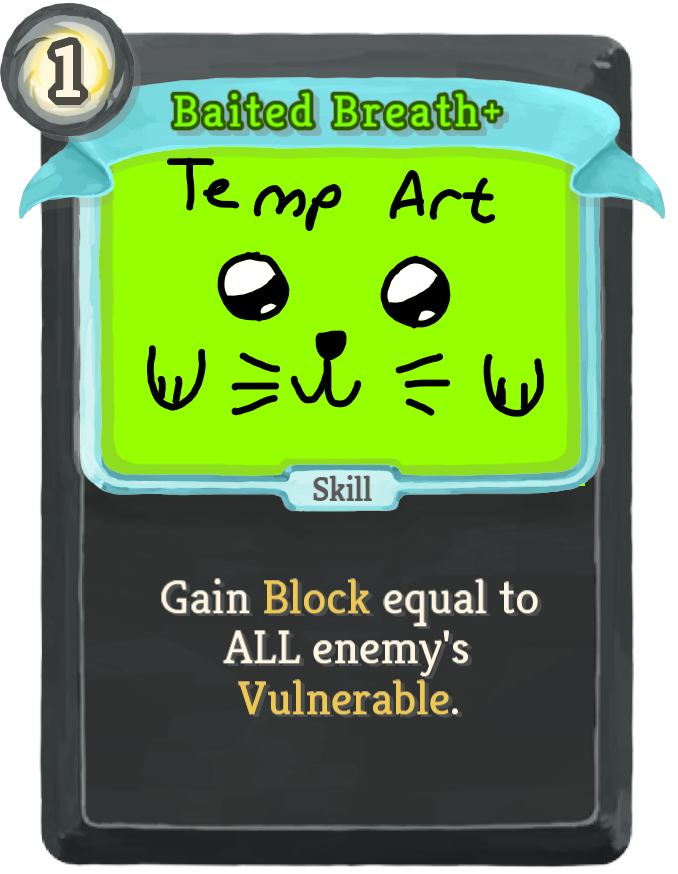 1
Baited Breath+
Temp Art
Skill
Gain Block equal to
ALL enemy's
Vulnerable.